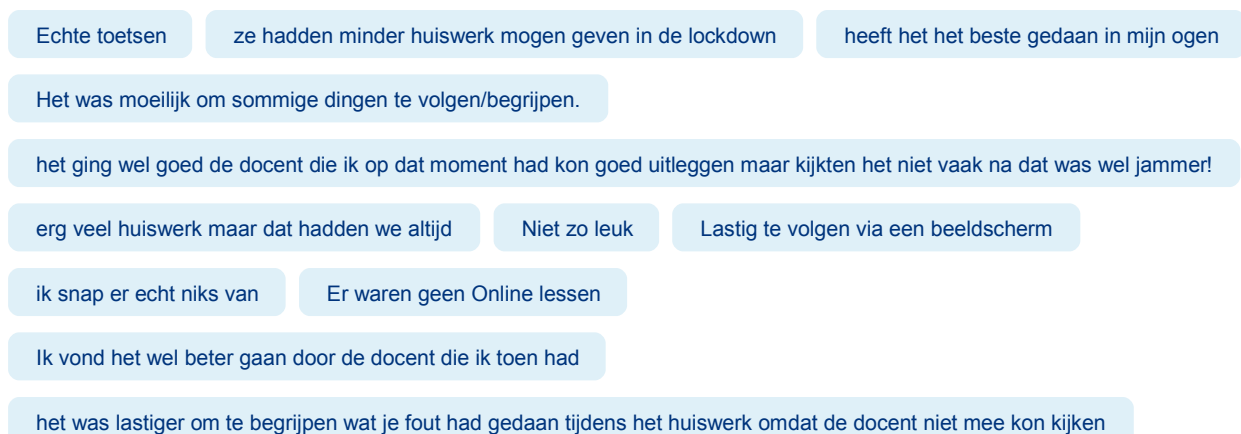 Echte toetsen
ze hadden minder huiswerk mogen geven in de lockdown
heeft het het beste gedaan in mijn ogen
Het was moeilijk om sommige dingen te volgen/begrijpen.
het ging wel goed de docent die ik op dat moment had kon goed uitleggen maar kijkten het niet vaak na dat was wel jammer!
erg veel huiswerk maar dat hadden we altijd
Niet zo leuk
Lastig te volgen via een beeldscherm
ik snap er echt niks van
Er waren geen Online lessen
Ik vond het wel beter gaan door de docent die ik toen had
het was lastiger om te begrijpen wat je fout had gedaan tijdens het huiswerk omdat de docent niet mee kon kijken